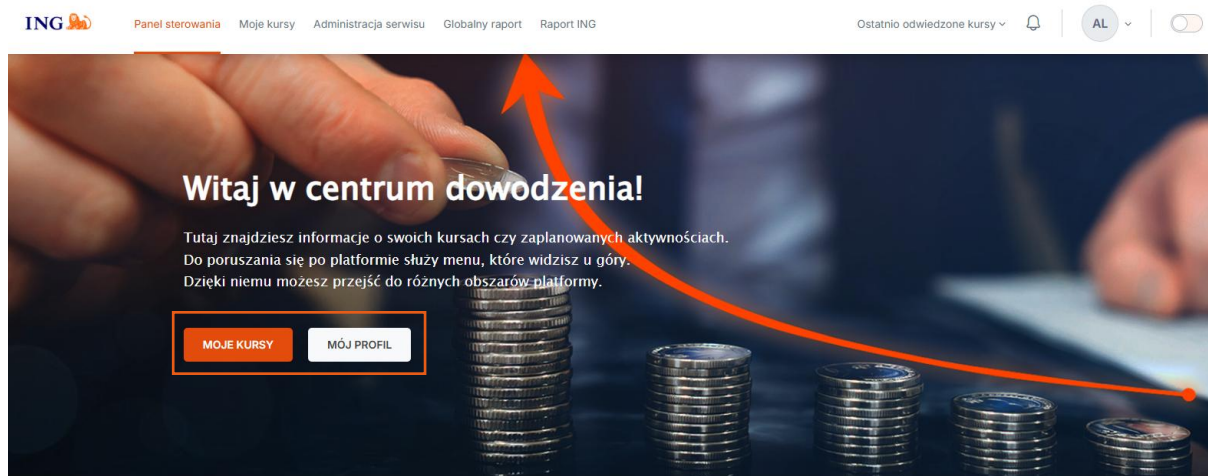 ING
Panel sterowania
Moje kursy
Administracja serwisu
Globalny raport
Raport ING
Ostatnio odwiedzone kursy
AL
Witaj w centrum dowodzenia!
Tutaj znajdziesz informacje o swoich kursach czy zaplanowanych aktywnościach.
Do poruszania się po platformie służy menu, które widzisz u góry.
Dzięki niemu możesz przejść do różnych obszarów platformy.
MOJE KURSY
MÓJ PROFIL